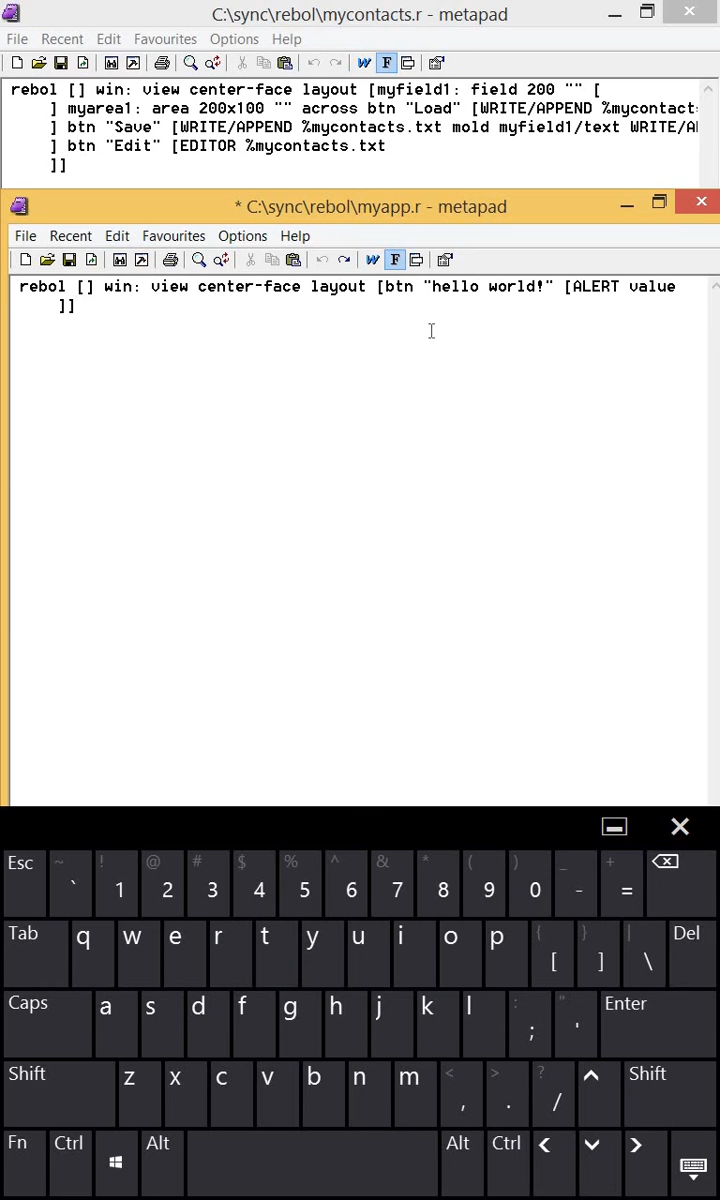 C:\sync\rebol\mycontacts.r - metapad
File Recent Edit Favourites Options Help
rebol [] win: view center-face layout [myfield1: field 200 "" [
] myarea1: area 200x100 "" across btn "Load" [WRITE/APPEND %mycontact
] btn "Save" [WRITE/APPEND %mycontacts.txt mold myfield1/text WRITE/A
] btn "Edit" [EDITOR %mycontacts.txt
]]
* C:\sync\rebol\myapp.r - metapad
File Recent Edit Favourites Options Help
rebol [] win: view center-face layout [btn "hello world!" [ALERT value
]]
Esc ~ ` ! 1 @ 2 # 3 $ 4 % 5 ^ 6 & 7 * 8 ( 9 ) 0 _ - + =
Tab q w e r t y u i o p { [ } ] | \ Del
Caps a s d f g h j k l : ; " ' Enter
Shift z x c v b n m < , > . ? / Shift
Fn Ctrl Alt Alt Ctrl